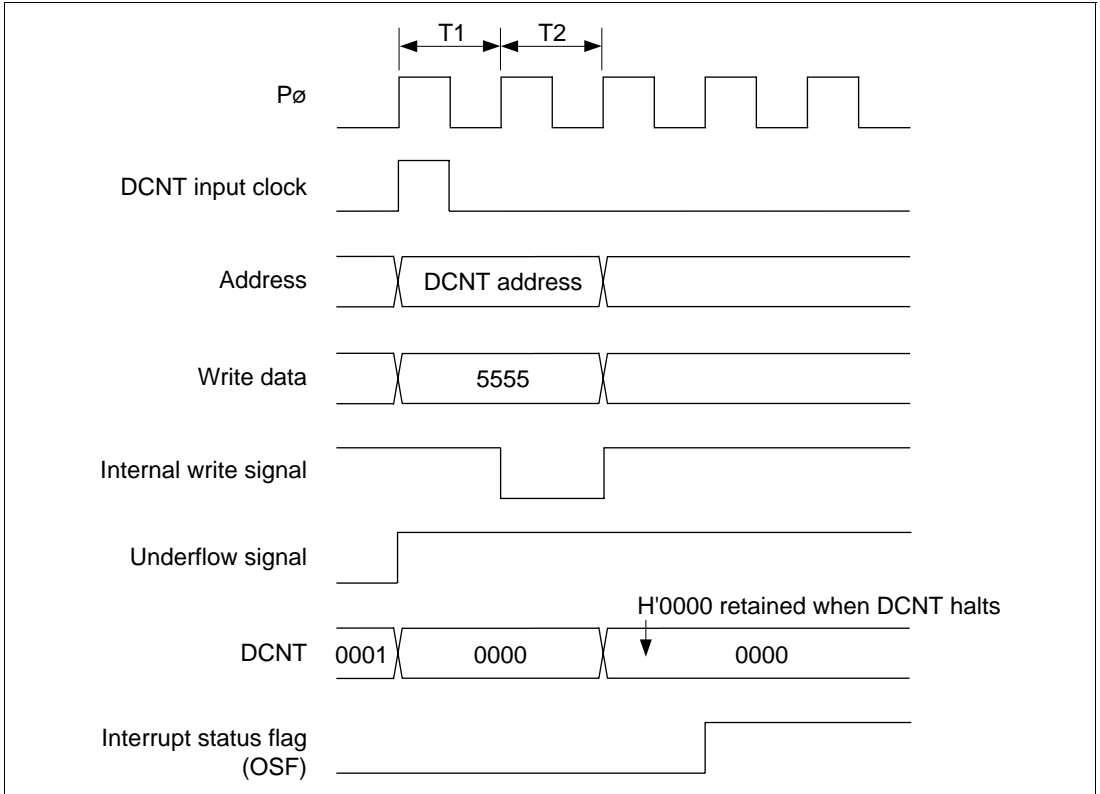 T1 T2
Pø
DCNT input clock
Address
DCNT address
Write data
5555
Internal write signal
Underflow signal
H'0000 retained when DCNT halts
DCNT
0001 0000 0000
Interrupt status flag
(OSF)